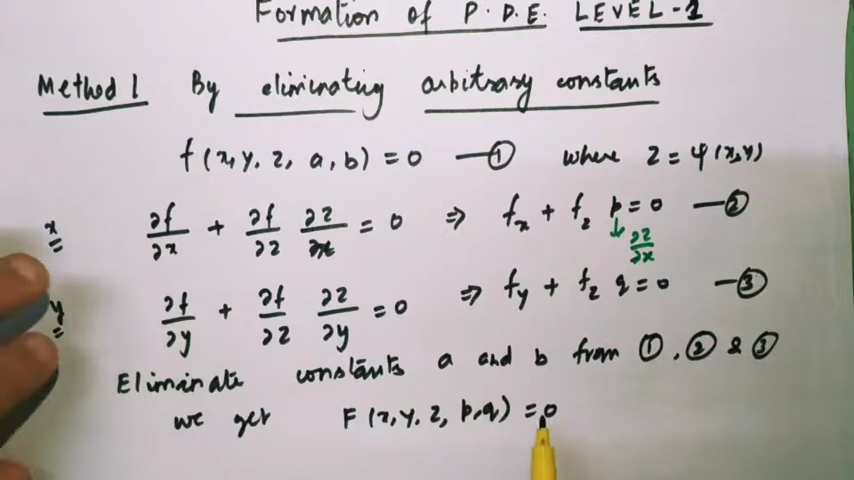 Formation of P.D.E. LEVEL-1
Method 1 By eliminating arbitrary constants
f(x,y,z,a,b)=0 —① where z=φ(x,y)
x ∂f/∂x + ∂f/∂z ∂z/∂x = 0 ⇒ fx + fz p=0 —②
∂z/∂x
y ∂f/∂y + ∂f/∂z ∂z/∂y =0 ⇒ fy + fz q=0 —③
Eliminate constants a and b from ①,② & ③
we get F(x,y,z,p,q)=0